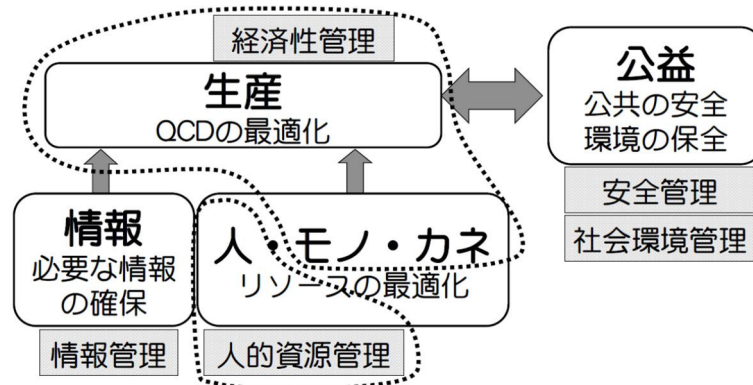 経済性管理
生産
QCDの最適化
公益
公共の安全
環境の保全
安全管理
社会環境管理
情報
必要な情報
の確保
情報管理
人・モノ・カネ
リソースの最適化
人的資源管理